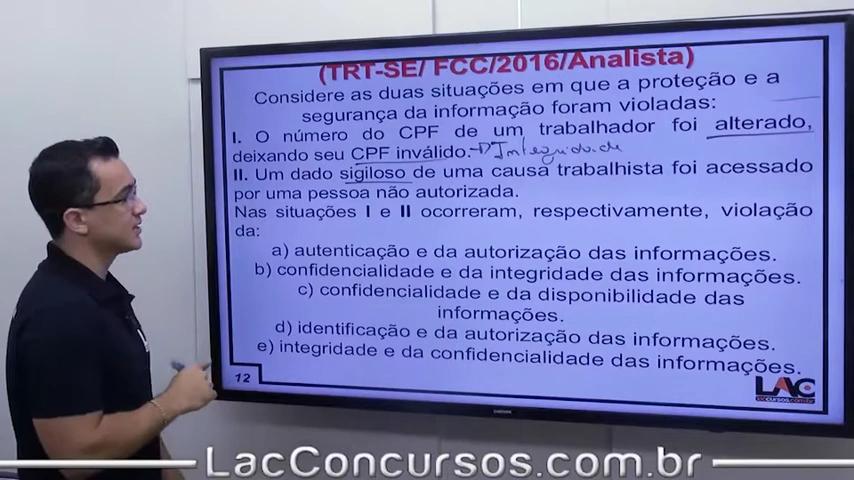 (TRT-SE/ FCC/2016/Analista)
Considere as duas situações em que a proteção e a
segurança da informação foram violadas:
I. O número do CPF de um trabalhador foi alterado,
deixando seu CPF inválido. → Integridade
II. Um dado sigiloso de uma causa trabalhista foi acessado
por uma pessoa não autorizada.
Nas situações I e II ocorreram, respectivamente, violação
da:
a) autenticação e da autorização das informações.
b) confidencialidade e da integridade das informações.
c) confidencialidade e da disponibilidade das
informações.
d) identificação e da autorização das informações.
e) integridade e da confidencialidade das informações.
12
LAC
LacConcursos.com.br